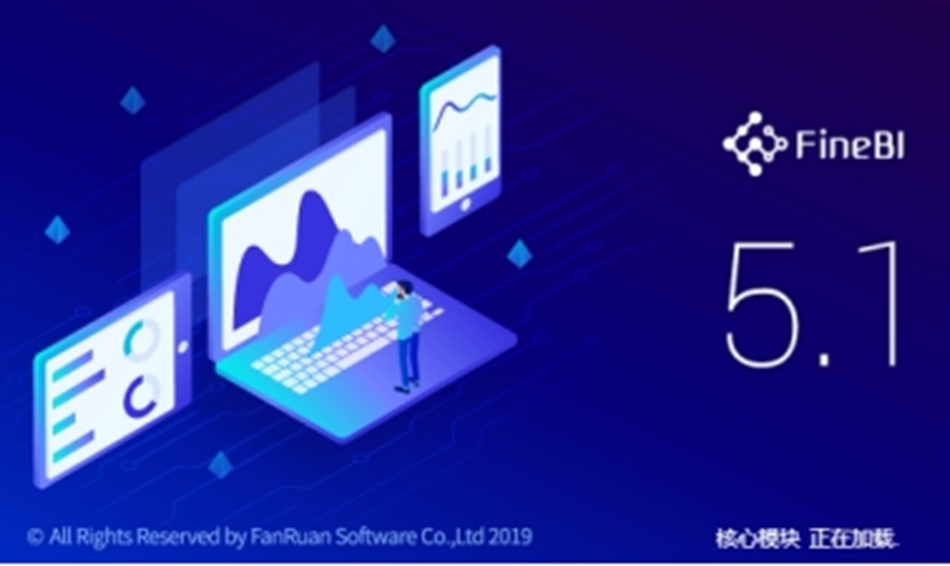 FineBI
5.1
© All Rights Reserved by FanRuan Software Co.,Ltd 2019
核心模块 正在加载...